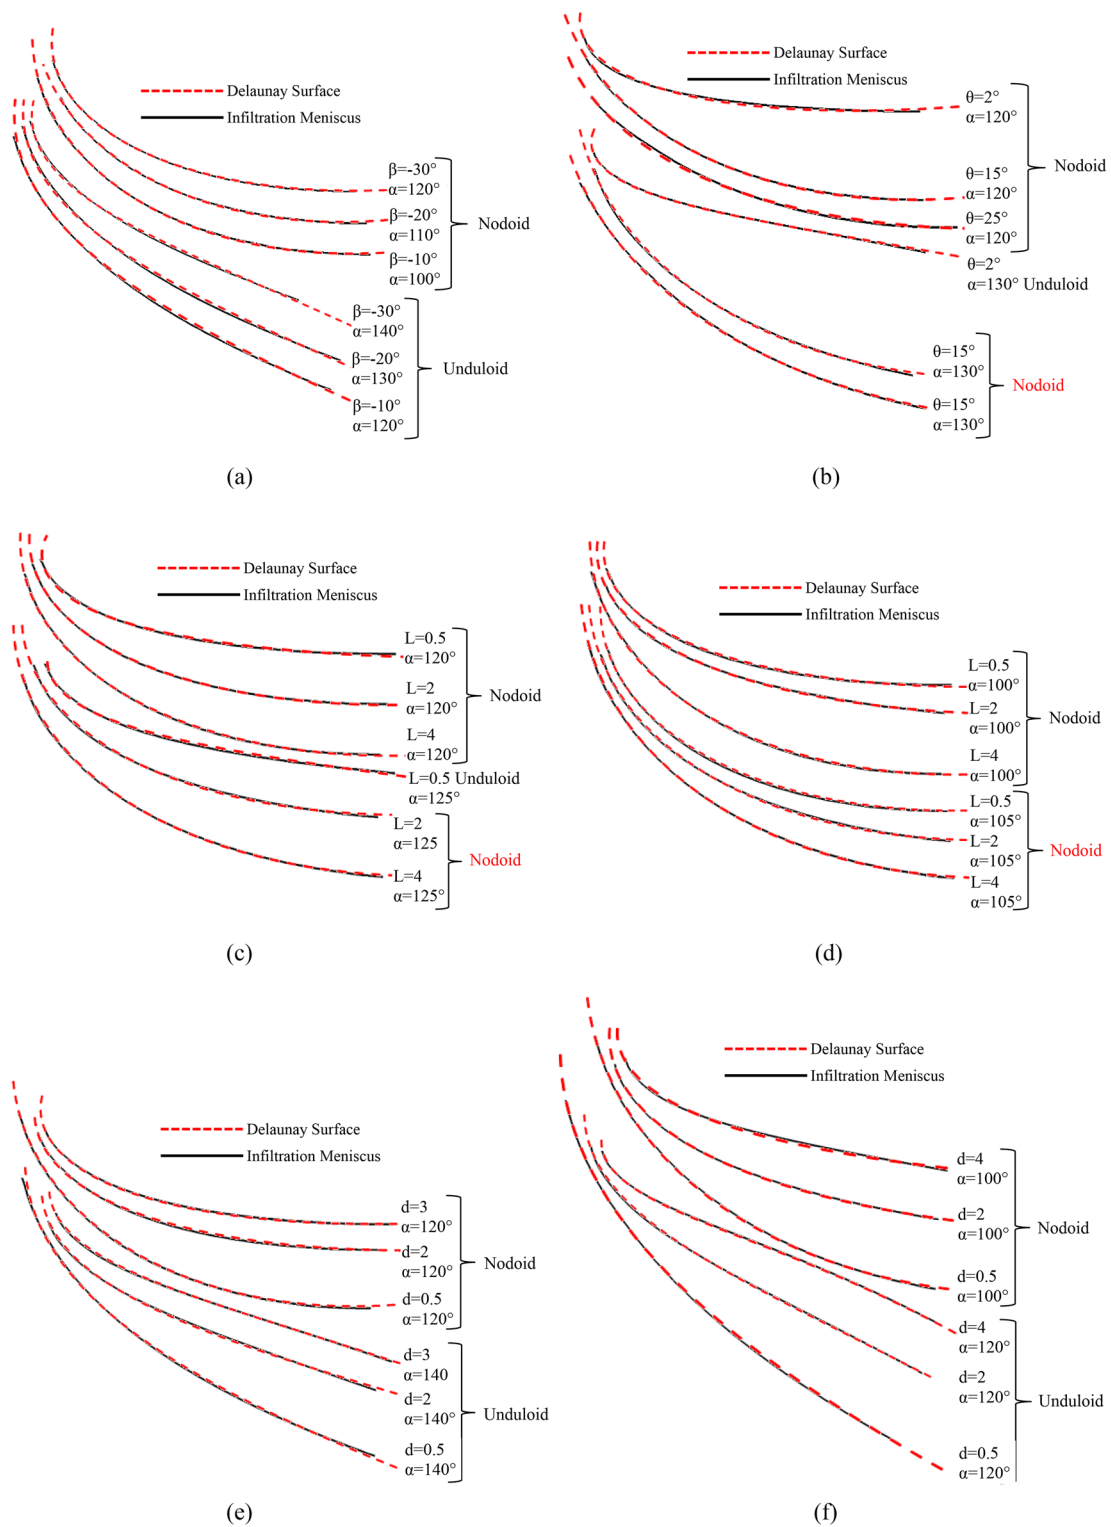 Delaunay Surface
Infiltration Meniscus
β=-30°
α=120°
β=-20°
α=110°
β=-10°
α=100°
Nodoid
β=-30°
α=140°
β=-20°
α=130°
β=-10°
α=120°
Unduloid
(a)
Delaunay Surface
Infiltration Meniscus
θ=2°
α=120°
θ=15°
α=120°
θ=25°
α=120°
Nodoid
θ=2°
α=130° Unduloid
θ=15°
α=130°
θ=15°
α=130°
Nodoid
(b)
Delaunay Surface
Infiltration Meniscus
L=0.5
α=120°
L=2
α=120°
L=4
α=120°
Nodoid
L=0.5 Unduloid
α=125°
L=2
α=125
L=4
α=125°
Nodoid
(c)
Delaunay Surface
Infiltration Meniscus
L=0.5
α=100°
L=2
α=100°
L=4
α=100°
Nodoid
L=0.5
α=105°
L=2
α=105°
L=4
α=105°
Nodoid
(d)
Delaunay Surface
Infiltration Meniscus
d=3
α=120°
d=2
α=120°
d=0.5
α=120°
Nodoid
d=3
α=140
d=2
α=140°
d=0.5
α=140°
Unduloid
(e)
Delaunay Surface
Infiltration Meniscus
d=4
α=100°
d=2
α=100°
d=0.5
α=100°
Nodoid
d=4
α=120°
d=2
α=120°
d=0.5
α=120°
Unduloid
(f)